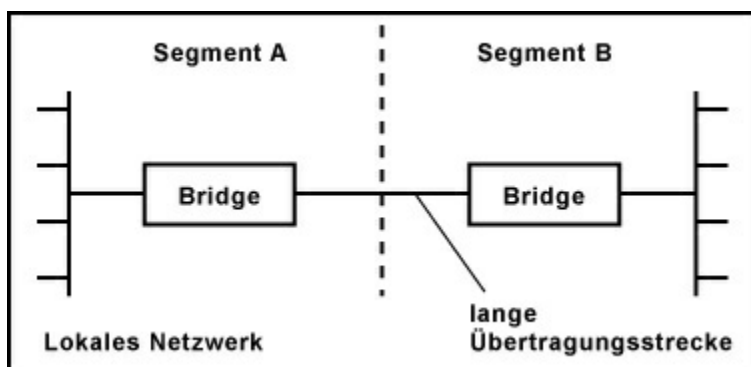 Segment A
Segment B
Bridge
Bridge
lange
Übertragungsstrecke
Lokales Netzwerk